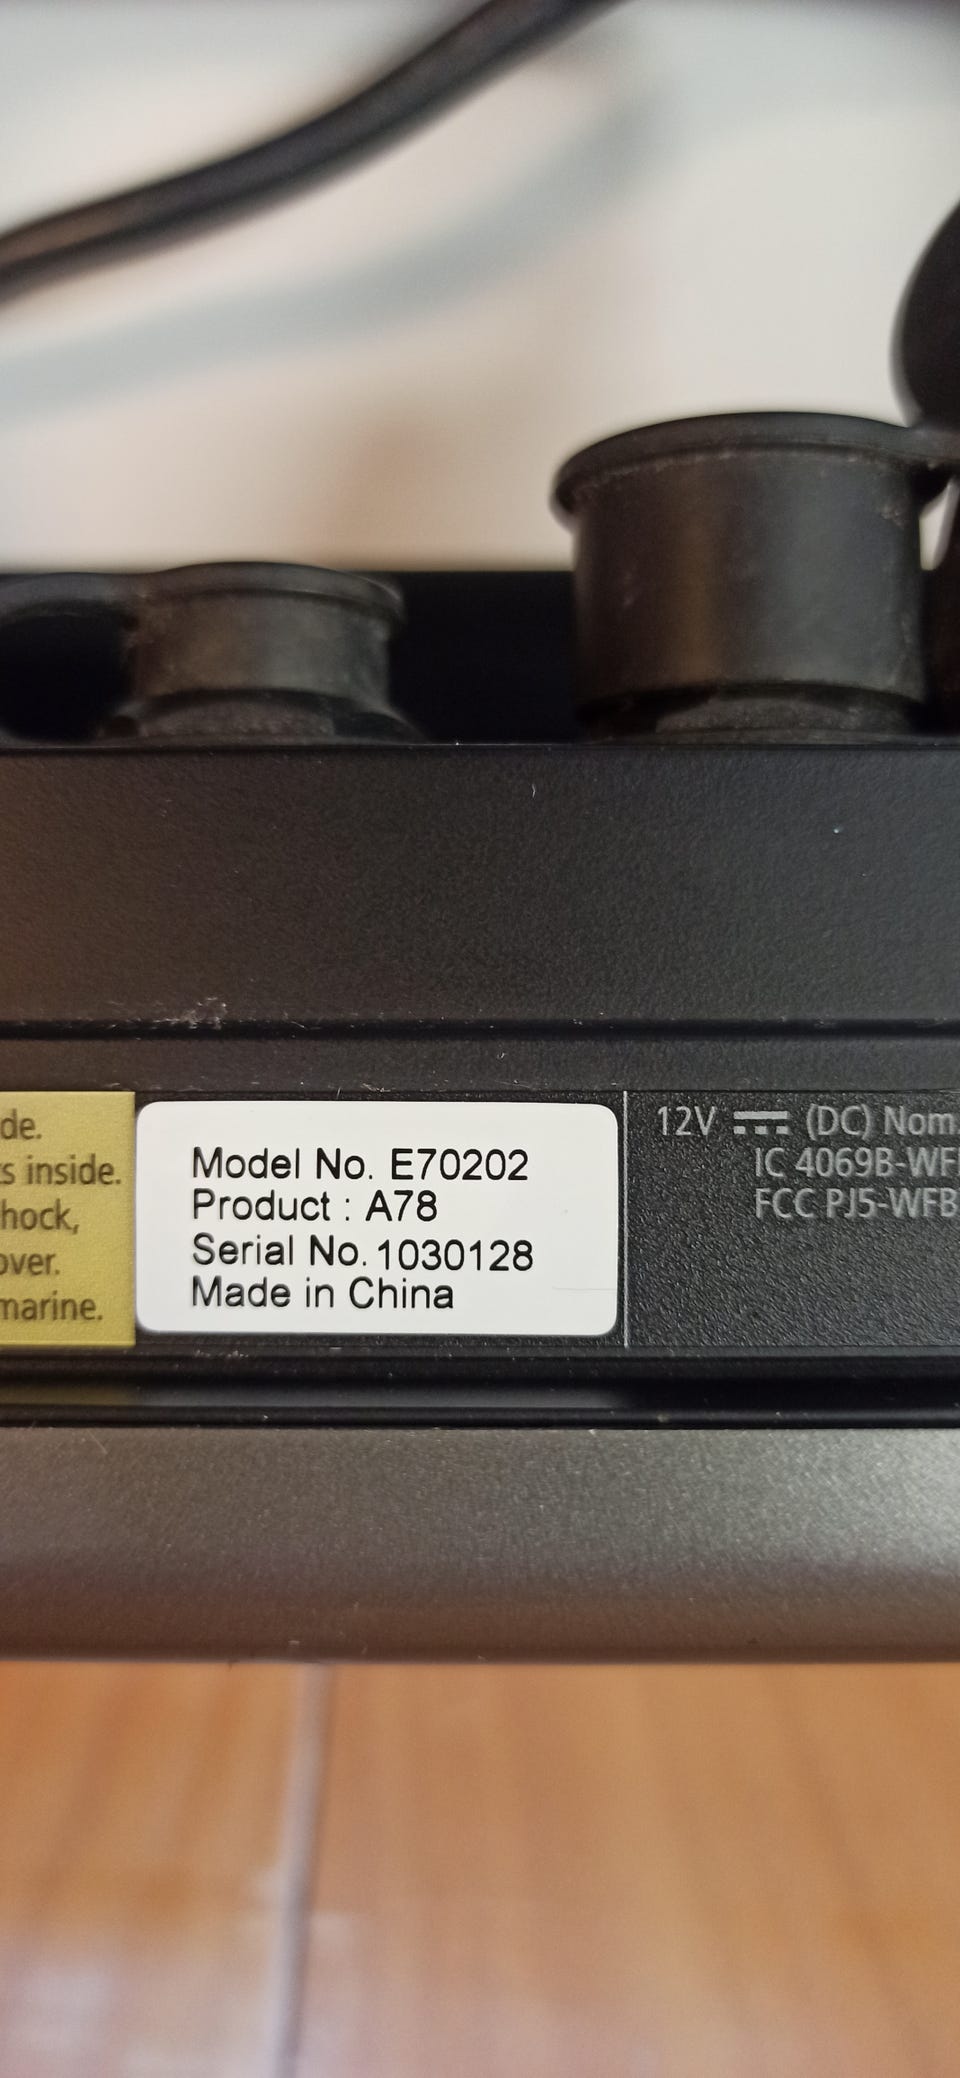 de.
s inside.
hock,
over.
marine.
Model No. E70202
Product : A78
Serial No. 1030128
Made in China
12V (DC) Nom.
IC 4069B-WF
FCC PJ5-WFB